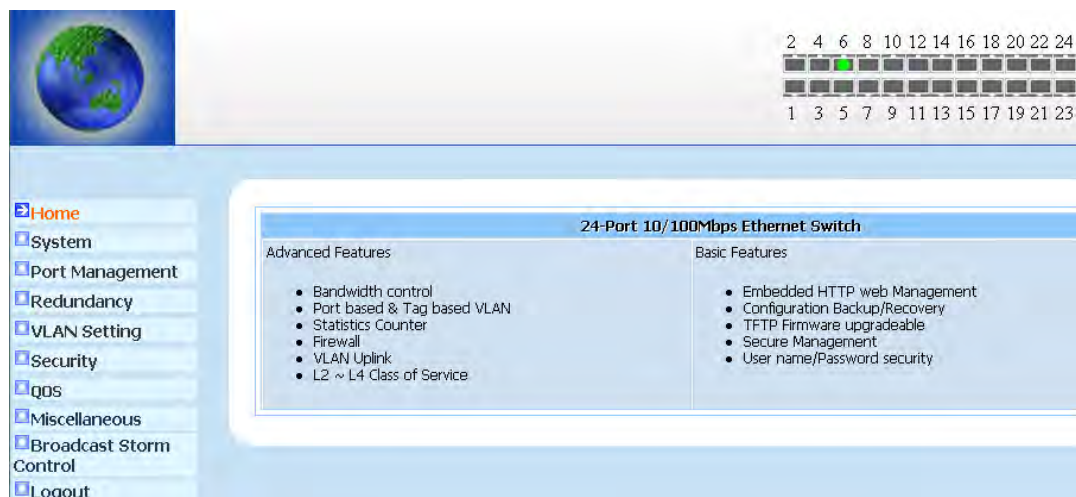 2 4 6 8 10 12 14 16 18 20 22 24
1 3 5 7 9 11 13 15 17 19 21 23
Home
System
Port Management
Redundancy
VLAN Setting
Security
QOS
Miscellaneous
Broadcast Storm
Control
Logout
24-Port 10/100Mbps Ethernet Switch
Advanced Features
Bandwidth control
Port based & Tag based VLAN
Statistics Counter
Firewall
VLAN Uplink
L2 ~ L4 Class of Service
Basic Features
Embedded HTTP web Management
Configuration Backup/Recovery
TFTP Firmware upgradeable
Secure Management
User name/Password security